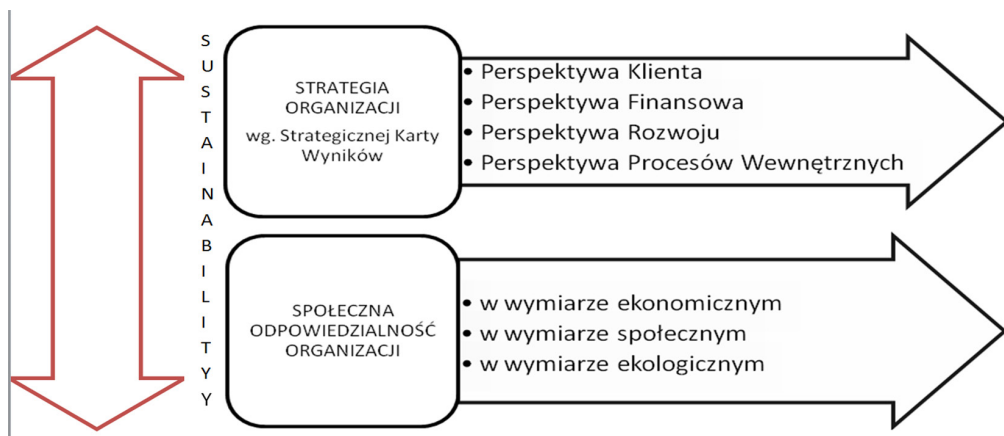 SUSTAINABILITYY
STRATEGIA
ORGANIZACJI
wg. Strategicznej Karty
Wyników
• Perspektywa Klienta
• Perspektywa Finansowa
• Perspektywa Rozwoju
• Perspektywa Procesów Wewnętrznych
SPOŁECZNA
ODPOWIEDZIALNOŚĆ
ORGANIZACJI
• w wymiarze ekonomicznym
• w wymiarze społecznym
• w wymiarze ekologicznym